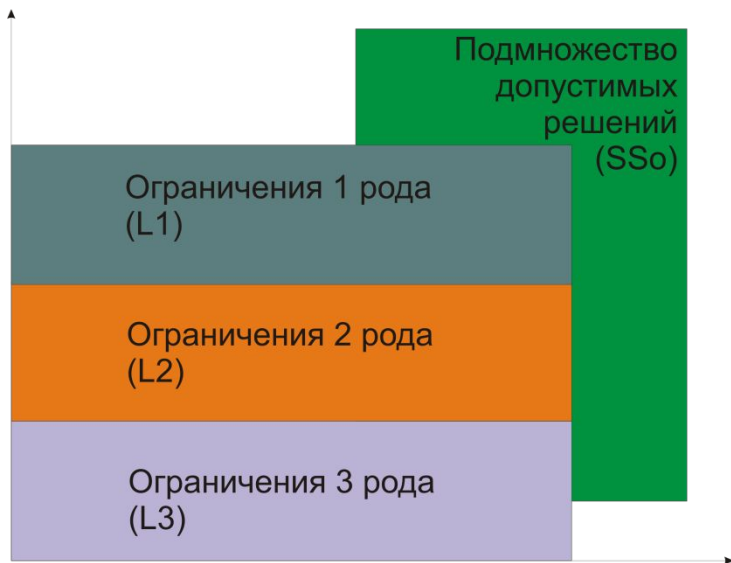 Подмножество
допустимых
решений
(SSo)
Ограничения 1 рода
(L1)
Ограничения 2 рода
(L2)
Ограничения 3 рода
(L3)